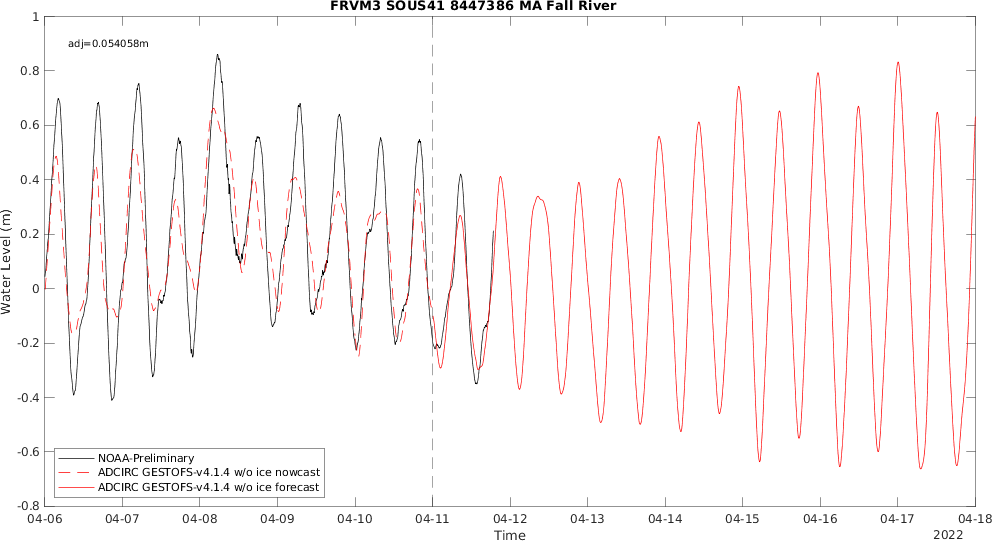 FRVM3 SOUS41 8447386 MA Fall River
adj=0.054058m
1
0.8
0.6
0.4
0.2
0
-0.2
-0.4
-0.6
-0.8
Water Level (m)
NOAA-Preliminary
ADCIRC GESTOFS-v4.1.4 w/o ice nowcast
ADCIRC GESTOFS-v4.1.4 w/o ice forecast
04-06 04-07 04-08 04-09 04-10 04-11 04-12 04-13 04-14 04-15 04-16 04-17 04-18
Time
2022